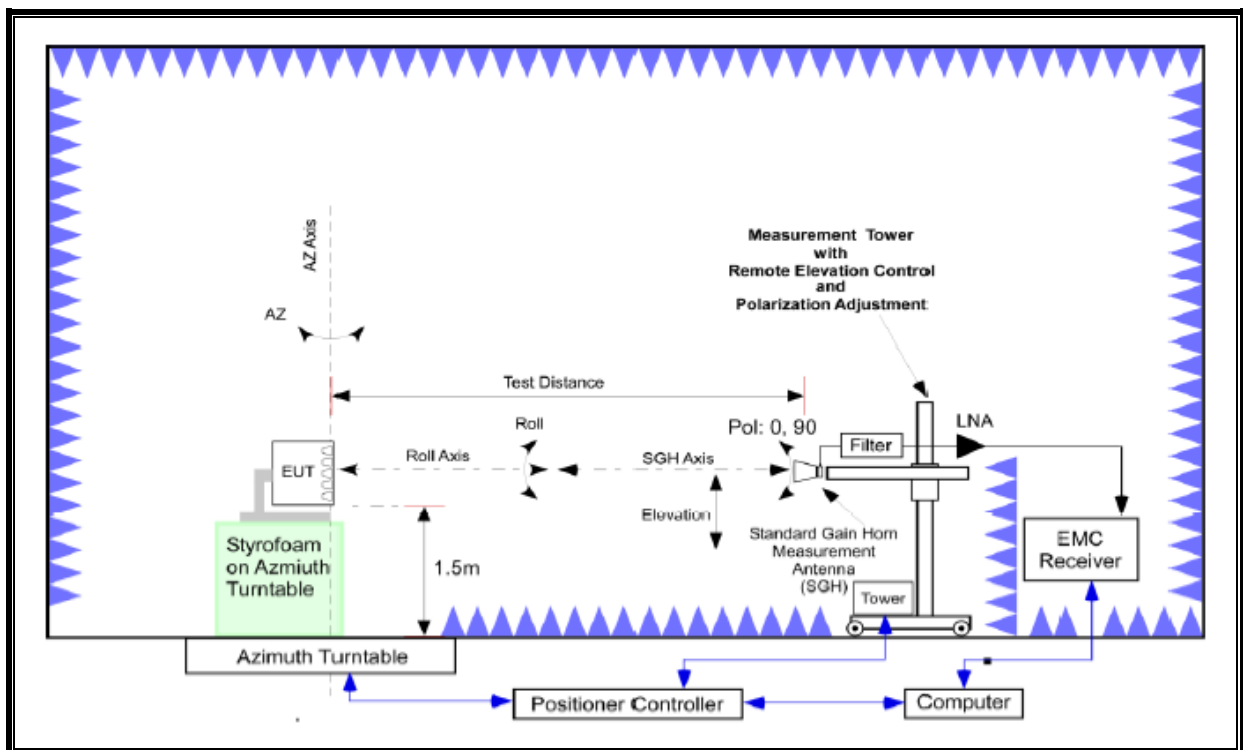 Measurement Tower
with
Remote Elevation Control
and
Polarization Adjustment:
AZ Axis
AZ
Test Distance
Roll
Pol: 0, 90
LNA
Filter
EUT
Roll Axis
SGH Axis
Elevation
Standard Gain Horn
Measurement
Antenna
(SGH)
EMC
Receiver
Styrofoam
on Azmiuth
Turntable
1.5m
Tower
Azimuth Turntable
Positioner Controller
Computer